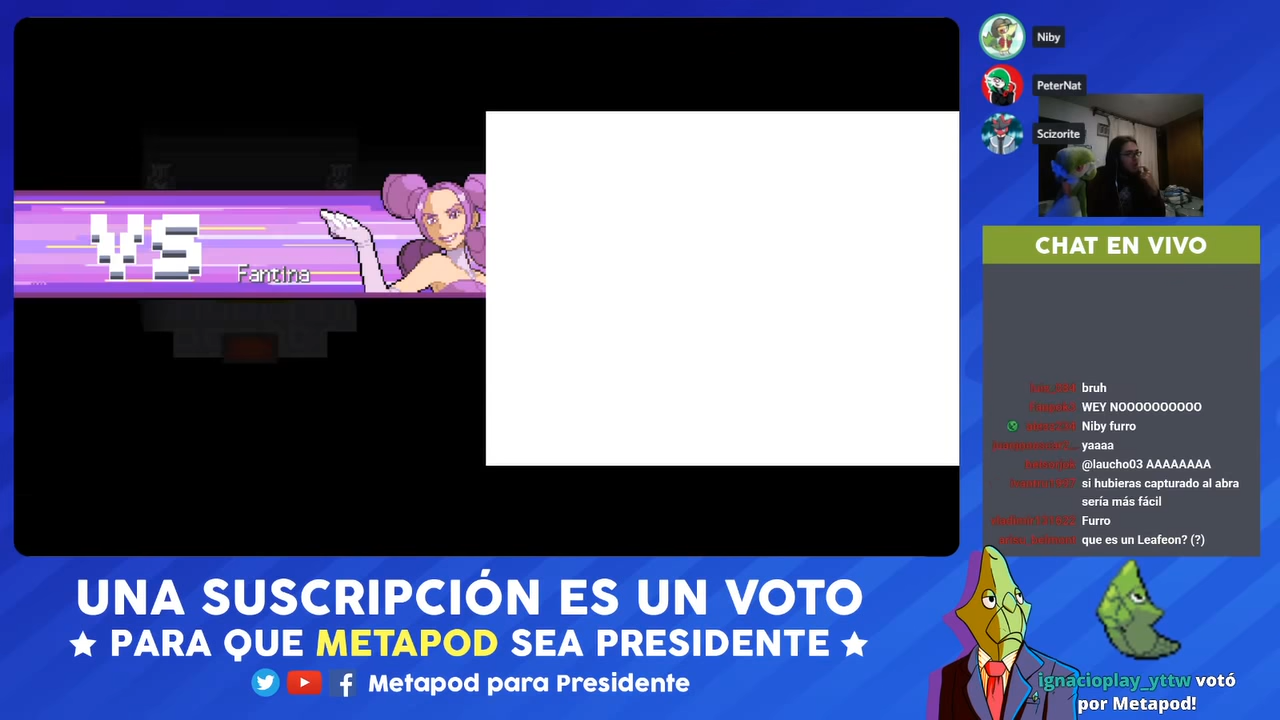 Niby
PeterNat
Scizorite
VS
Fantina
CHAT EN VIVO
bruh
WEY NOOOOOOOOOO
Niby furro
yaaaa
@laucho03 AAAAAAAA
si hubieras capturado al abra
sería más fácil
Furro
que es un Leafeon? (?)
UNA SUSCRIPCIÓN ES UN VOTO
★ PARA QUE METAPOD SEA PRESIDENTE ★
Metapod para Presidente
ignacioplay_yttw votó
por Metapod!